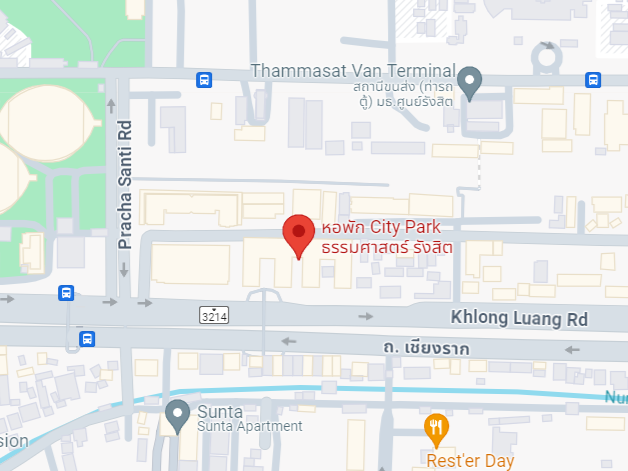 Thammasat Van Terminal
สถานีขนส่ง (ท่ารถ
ตู้) มธ.ศูนย์รังสิต
Pracha Santi Rd
หอพัก City Park
ธรรมศาสตร์ รังสิต
3214
Khlong Luang Rd
ถ. เชียงราก
Sunta
Sunta Apartment
Rest'er Day